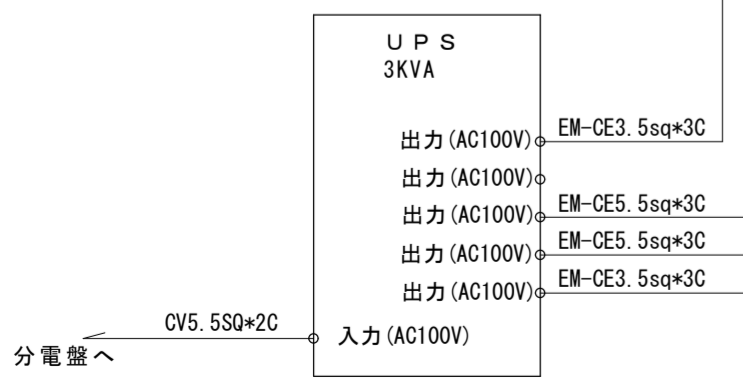 UPS
3KVA
出力(AC100V) EM-CE3.5sq*3C
出力(AC100V)
出力(AC100V) EM-CE5.5sq*3C
出力(AC100V) EM-CE5.5sq*3C
出力(AC100V) EM-CE3.5sq*3C
CV5.5SQ*2C 入力(AC100V)
分電盤へ